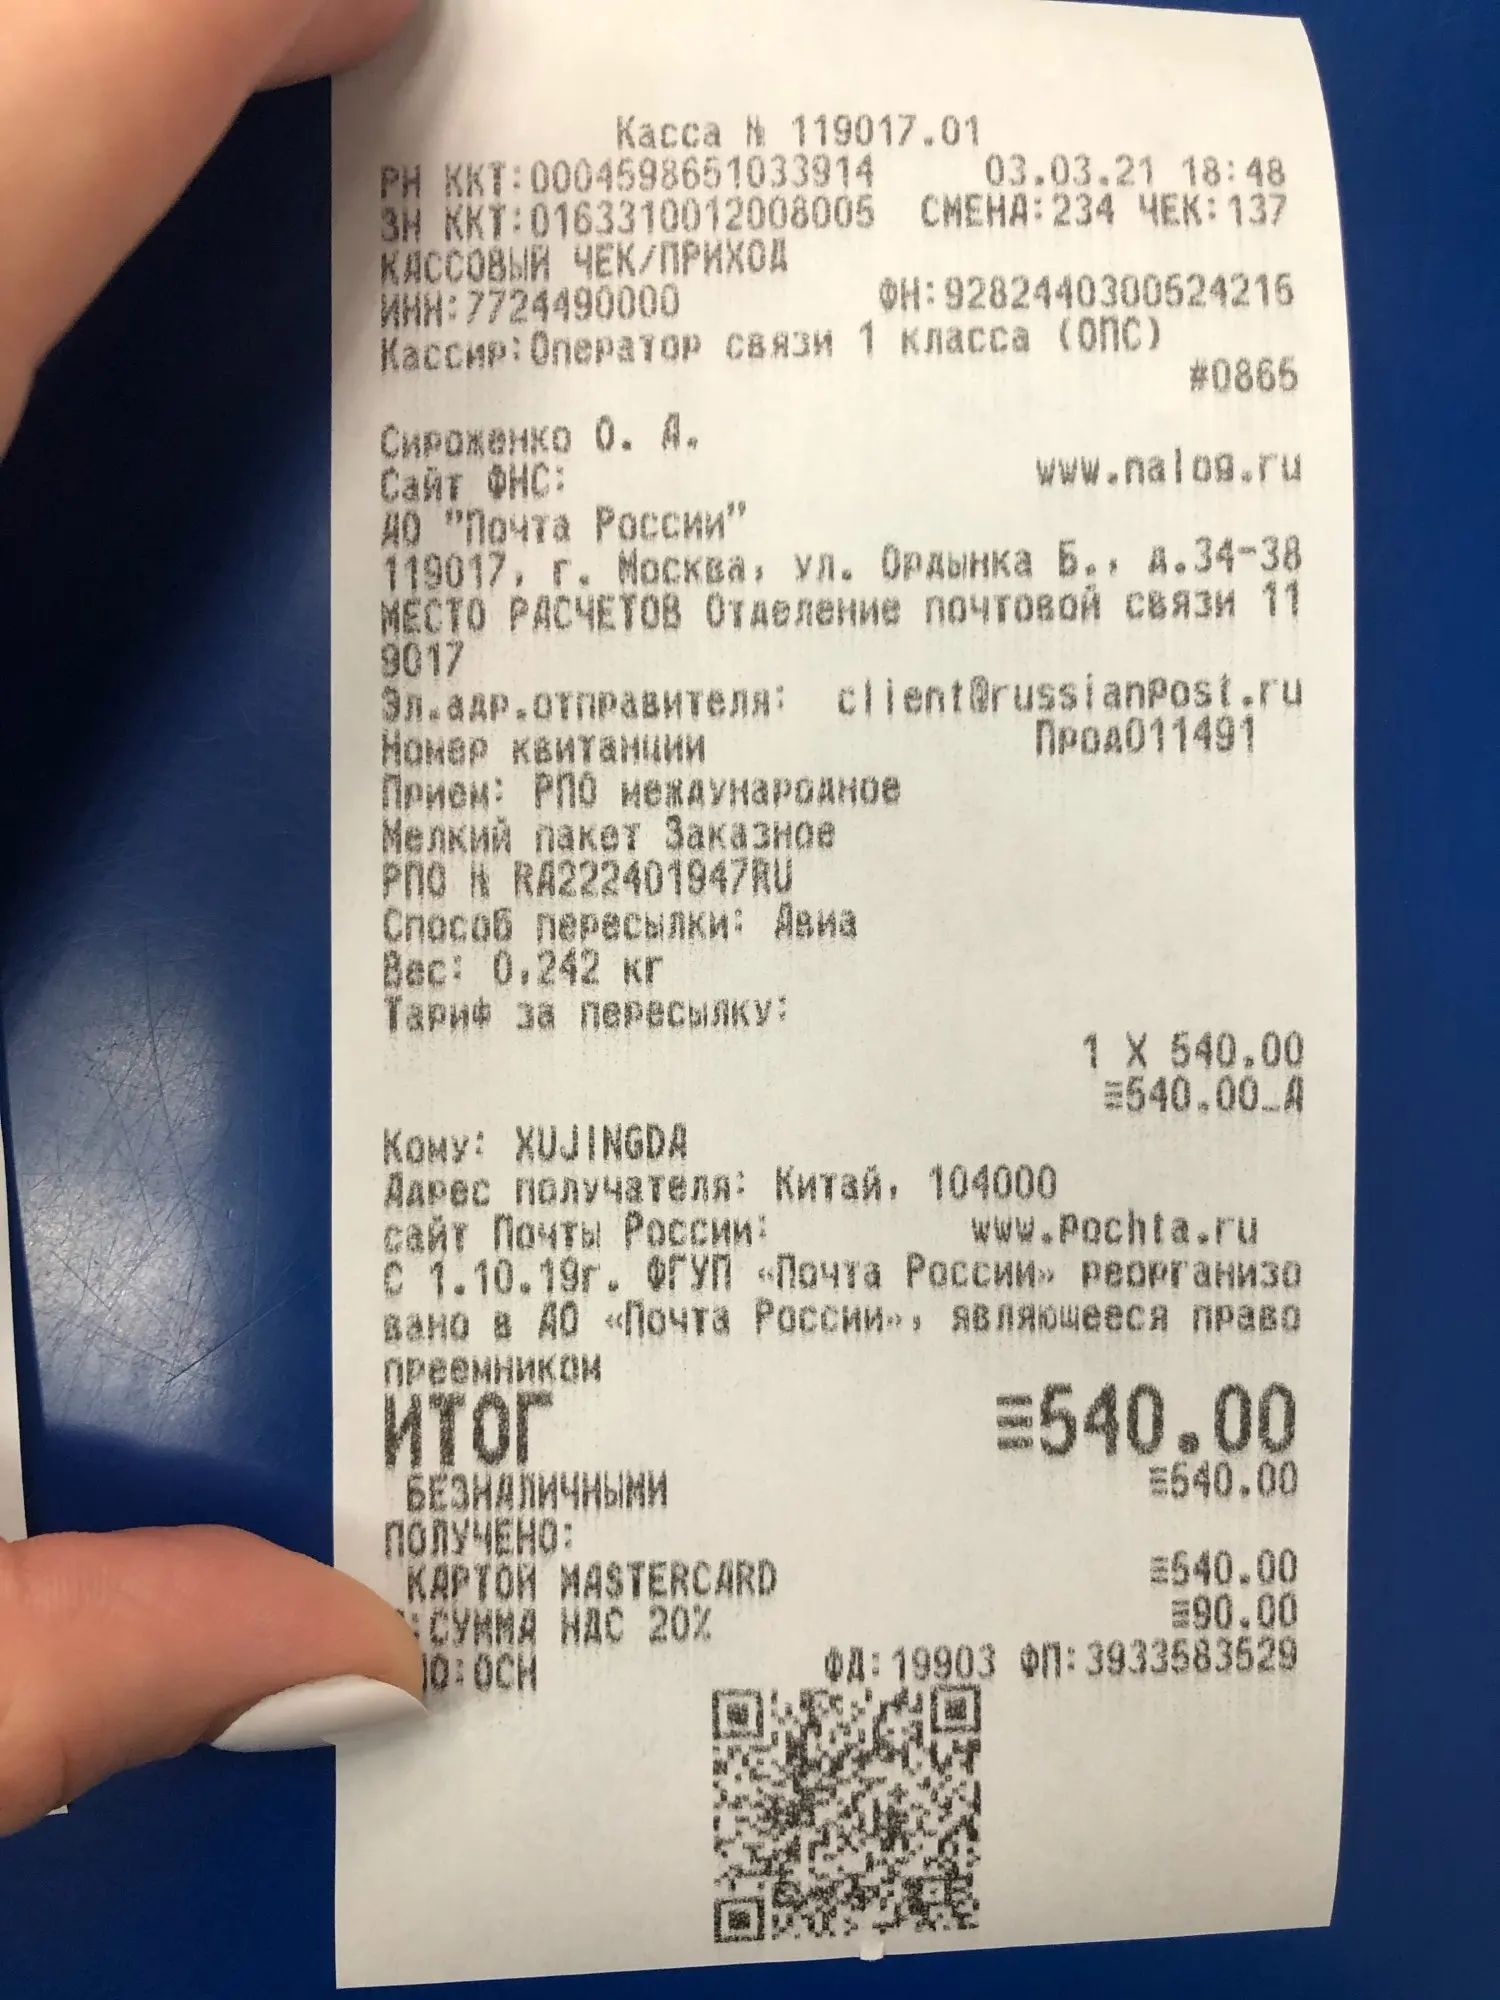 Касса № 119017.01
РН ККТ:0004598651033914 03.03.21 18:48
ЗН ККТ:0163310012008005 СМЕНА:234 ЧЕК:137
КАССОВЫЙ ЧЕК/ПРИХОД
ИНН:7724490000 ФН:9282440300524215
Кассир:Оператор связи 1 класса (ОПС)
#0865
Сироженко О. А.
Сайт ФНС: www.nalog.ru
АО "Почта России"
119017, г. Москва, ул. Ордынка Б., д.34-38
МЕСТО РАСЧЕТОВ Отделение почтовой связи 11
9017
Эл.адр.отправителя: client@russianpost.ru
Номер квитанции Прод011491
Прием: РПО международное
Мелкий пакет Заказное
РПО № RA222401947RU
Способ пересылки: Авиа
Вес: 0,242 кг
Тариф за пересылку:
1 X 540.00
≡540.00_А
Кому: XUJINGDA
Адрес получателя: Китай, 104000
сайт Почты России: www.pochta.ru
С 1.10.19г. ФГУП «Почта России» реорганизо
вано в АО «Почта России», являющееся право
преемником
ИТОГ ≡540.00
БЕЗНАЛИЧНЫМИ ≡540.00
ПОЛУЧЕНО:
КАРТОЙ MASTERCARD ≡540.00
:СУММА НДС 20% ≡90.00
НО:ОСН ФД:19903 ФП:3933583529